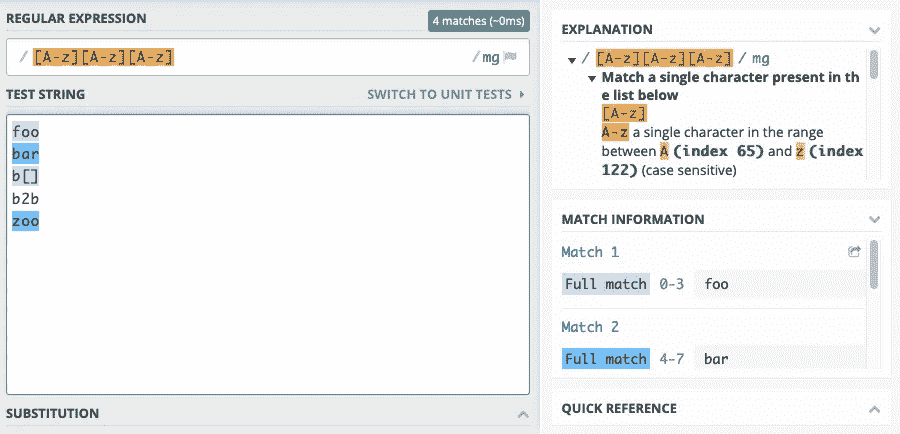 REGULAR EXPRESSION
4 matches (~0ms)
/ [A-z][A-z][A-z]
/ mg
TEST STRING
SWITCH TO UNIT TESTS
foo
bar
b[]
b2b
zoo
SUBSTITUTION
EXPLANATION
/ [A-z][A-z][A-z] / mg
Match a single character present in th
e list below
[A-z]
A-z a single character in the range
between A (index 65) and z (index
122) (case sensitive)
MATCH INFORMATION
Match 1
Full match 0-3 foo
Match 2
Full match 4-7 bar
QUICK REFERENCE